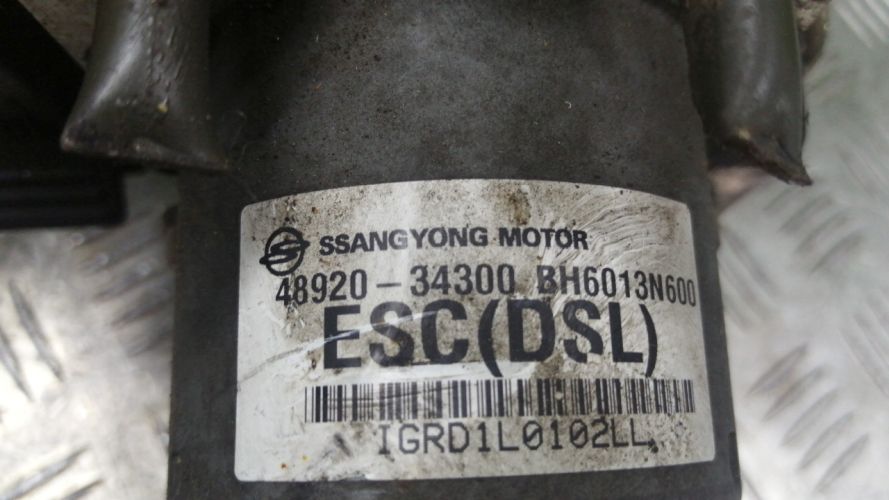 SSANGYONG MOTOR
48920-34300 BH6013N600
ESC(DSL)
IGRD1L0102LL